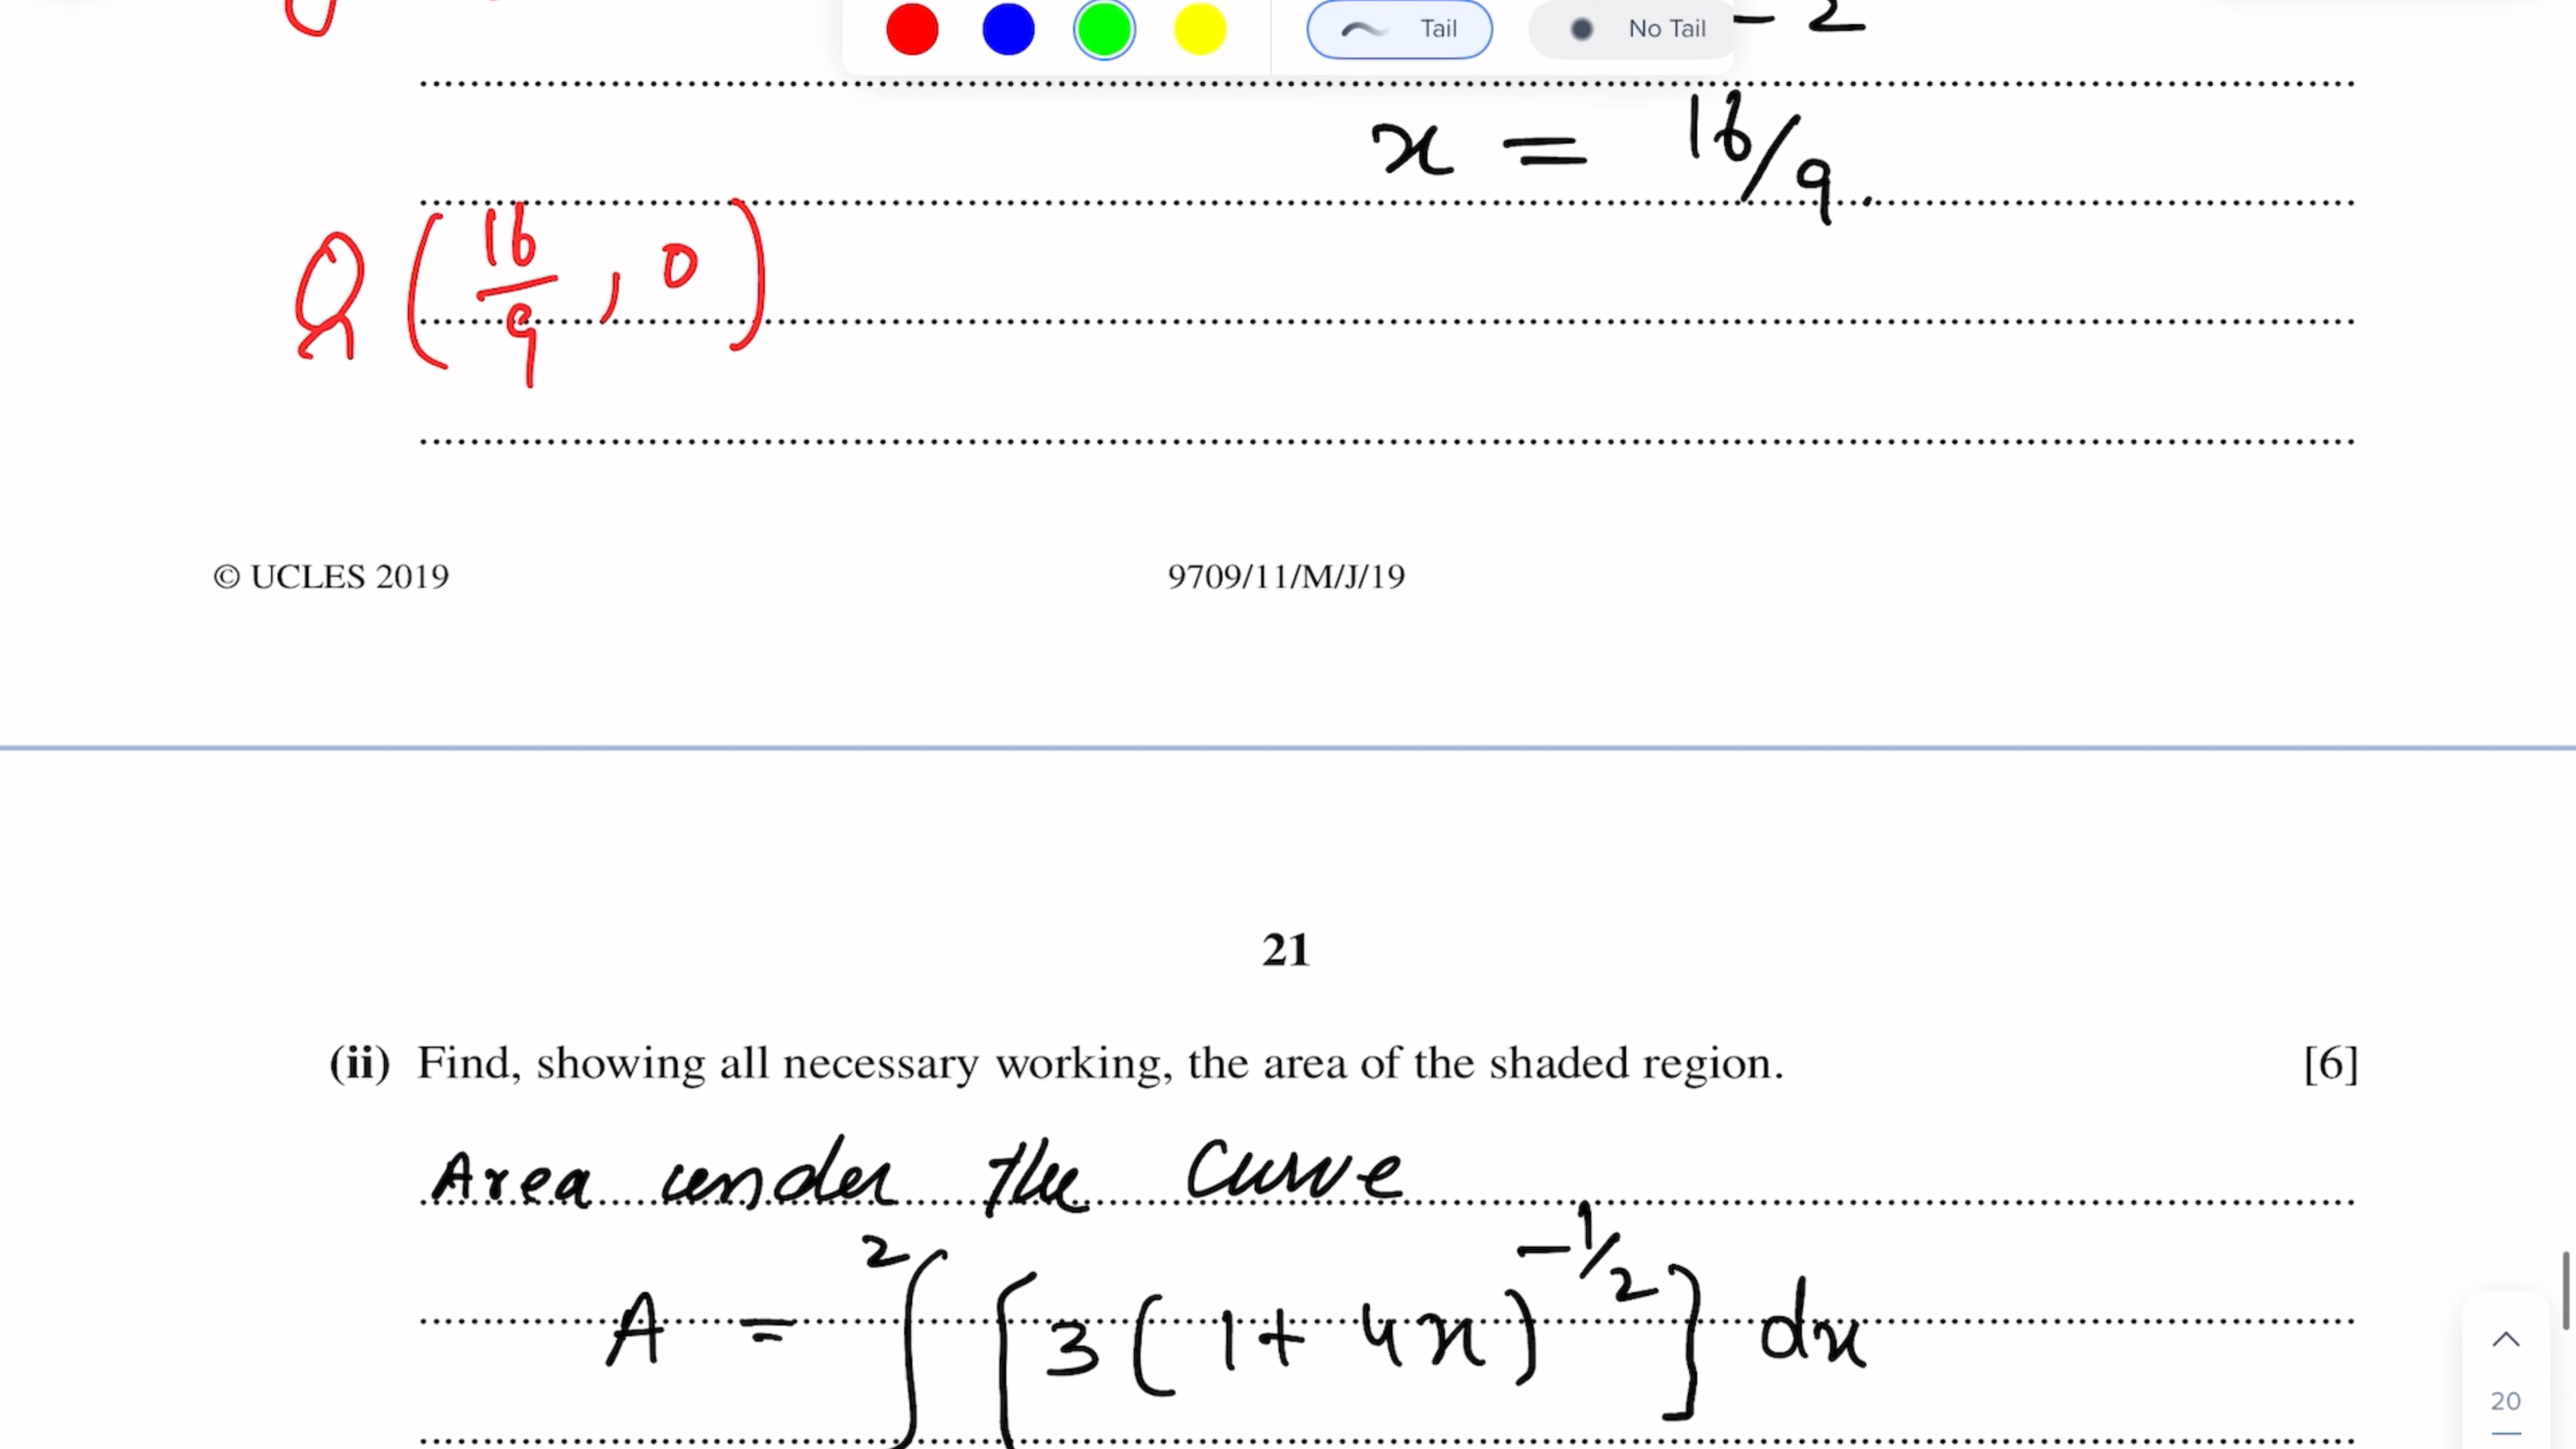 Tail No Tail - 2
x = 16/9.
Q (16/9, 0)
© UCLES 2019 9709/11/M/J/19
21
(ii) Find, showing all necessary working, the area of the shaded region. [6]
Area under the Curve
A = ²∫ [3(1+4x)^-1/2] dx
20